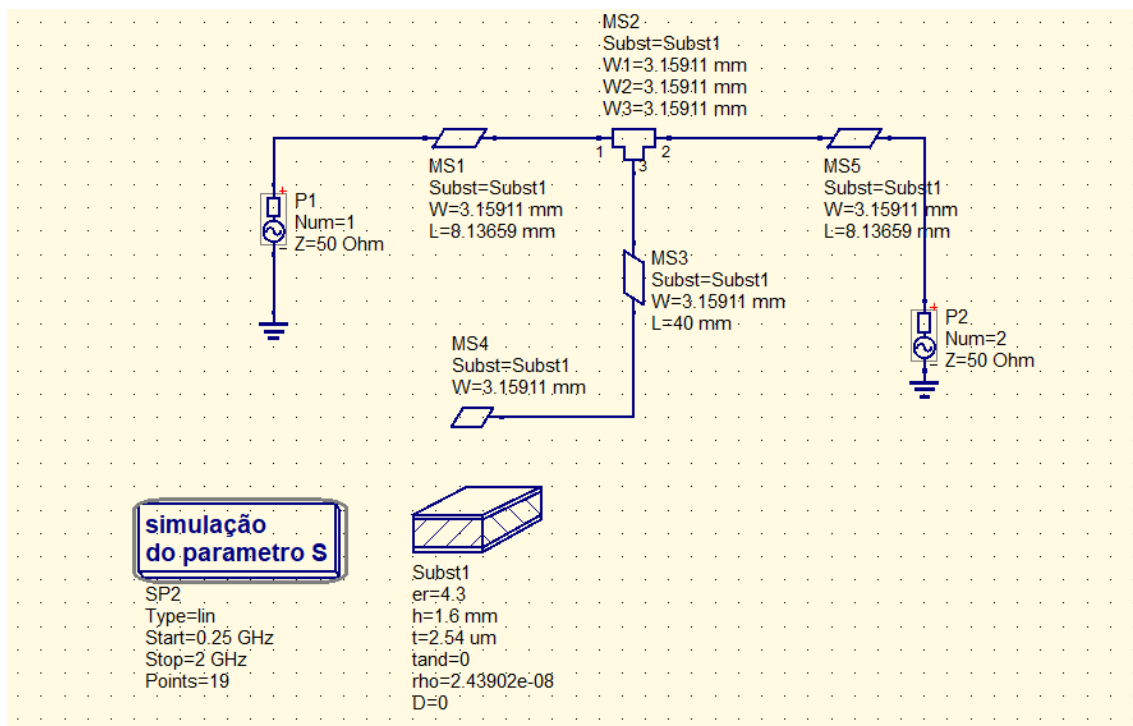 MS2
Subst=Subst1
W1=3.15911 mm
W2=3.15911 mm
W3=3.15911 mm
1
2
3
MS1
Subst=Subst1
W=3.15911 mm
L=8.13659 mm
MS5
Subst=Subst1
W=3.15911 mm
L=8.13659 mm
P1
Num=1
Z=50 Ohm
MS3
Subst=Subst1
W=3.15911 mm
L=40 mm
P2
Num=2
Z=50 Ohm
MS4
Subst=Subst1
W=3.15911 mm
simulação
do parametro S
SP2
Type=lin
Start=0.25 GHz
Stop=2 GHz
Points=19
Subst1
er=4.3
h=1.6 mm
t=2.54 um
tand=0
rho=2.43902e-08
D=0